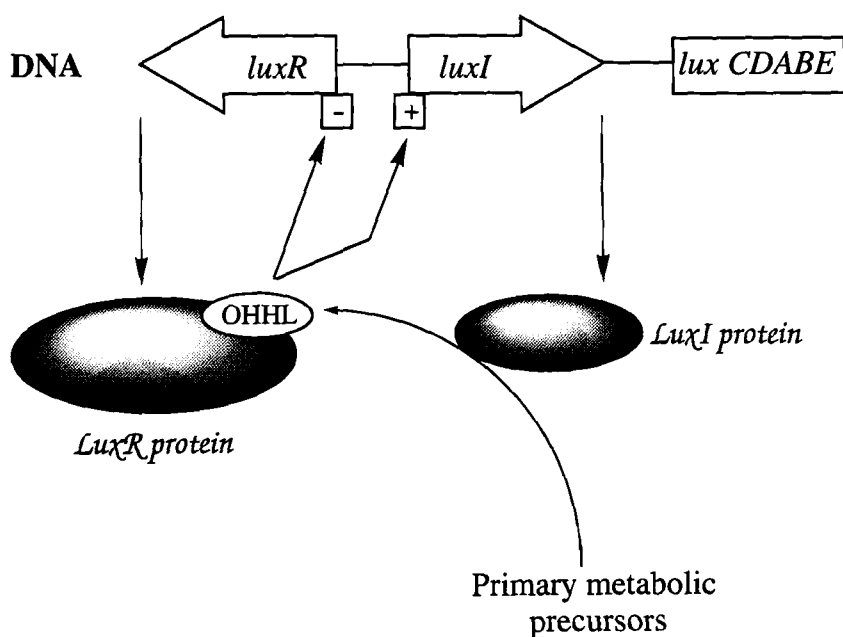 DNA
luxR
luxI
lux CDABE
-
+
OHHL
LuxI protein
LuxR protein
Primary metabolic
precursors